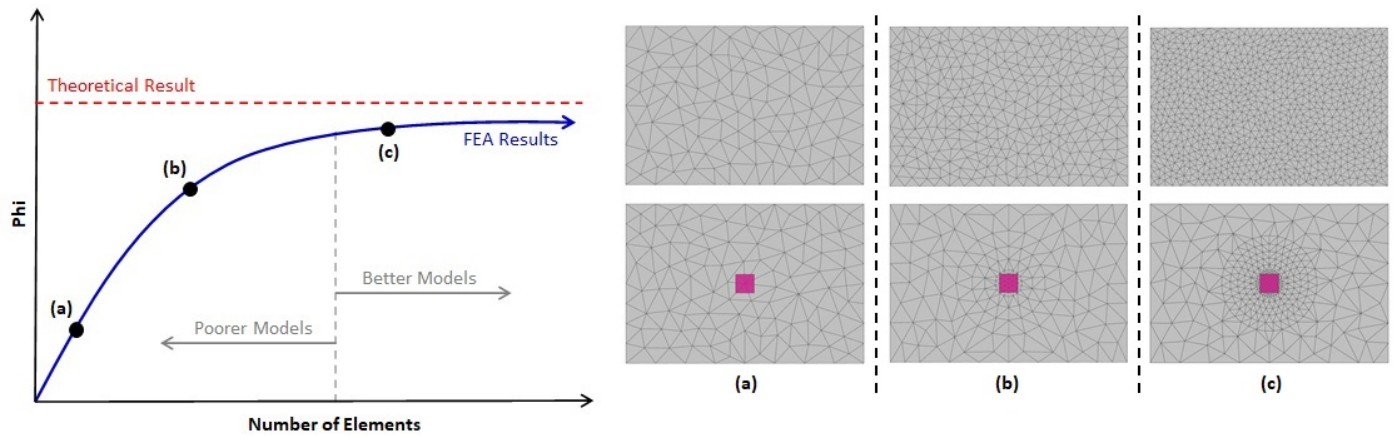 Theoretical Result
(b)
(c)
FEA Results
Phi
Better Models
(a)
Poorer Models
Number of Elements
(a)
(b)
(c)